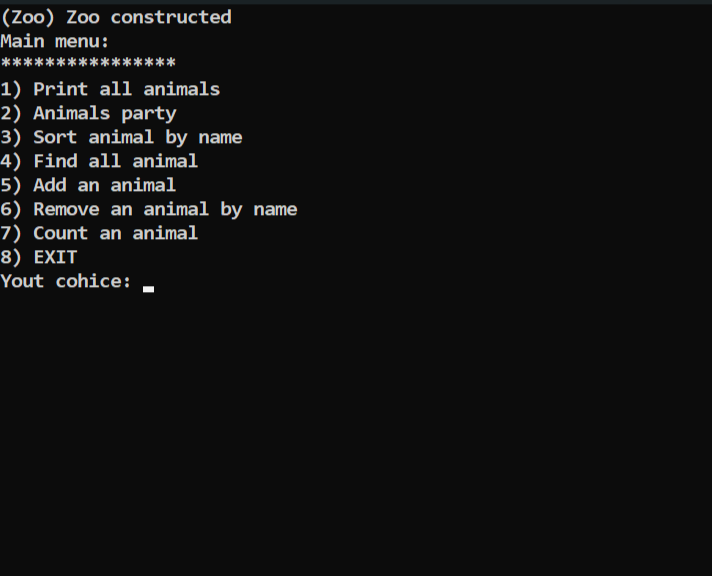 (Zoo) Zoo constructed
Main menu:
****************
1) Print all animals
2) Animals party
3) Sort animal by name
4) Find all animal
5) Add an animal
6) Remove an animal by name
7) Count an animal
8) EXIT
Yout cohice: